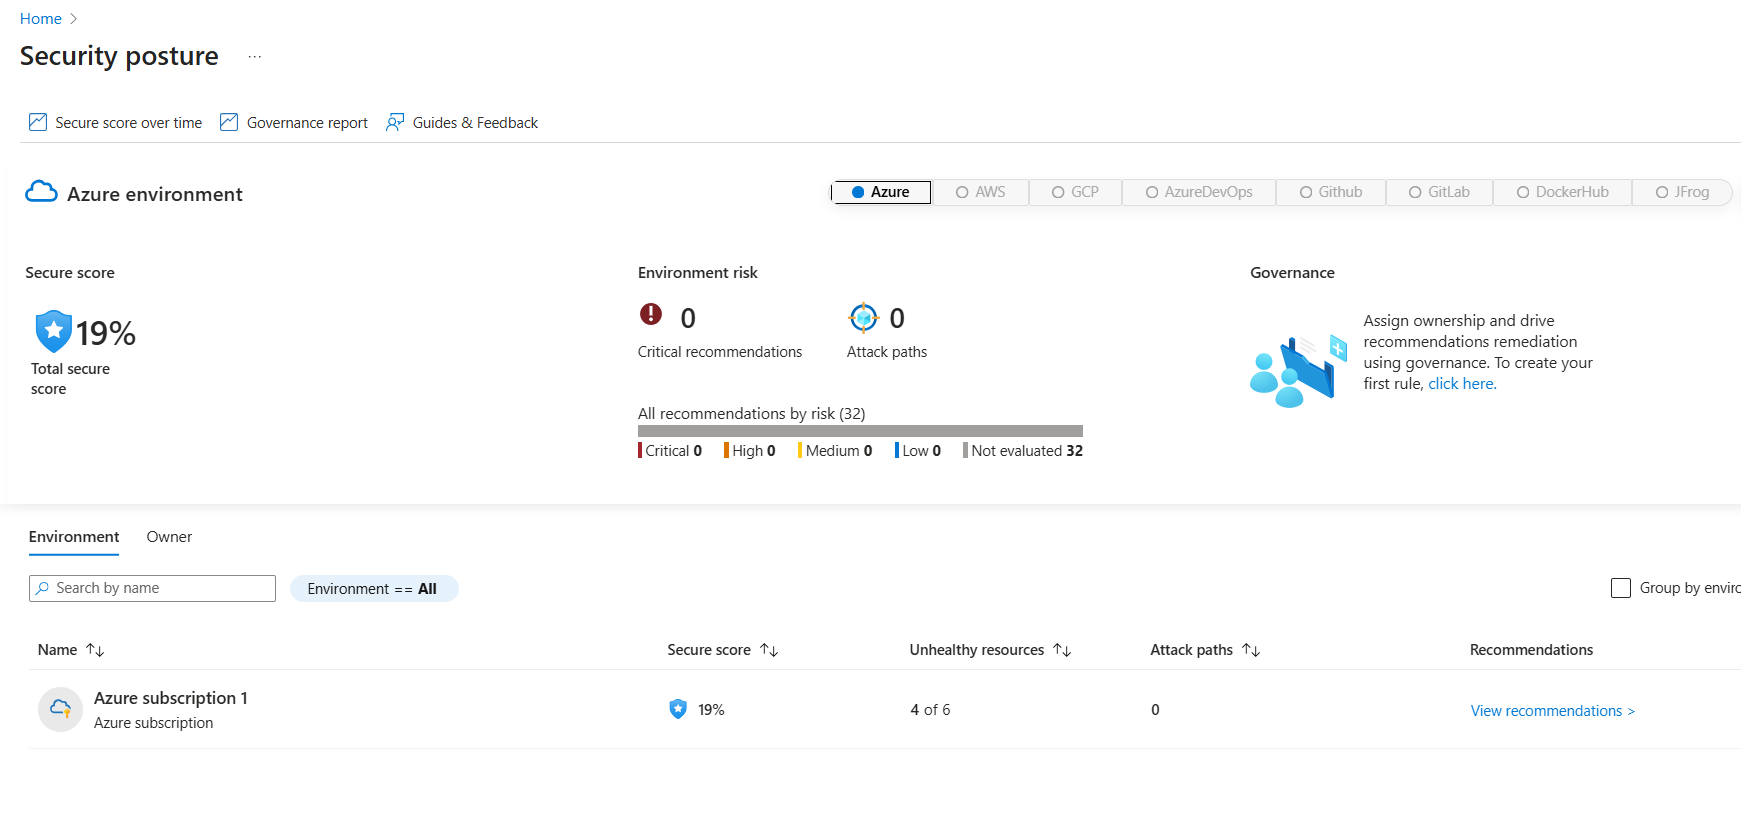 Home >
Security posture ...
Secure score over time Governance report Guides & Feedback
Azure environment
Azure AWS GCP AzureDevOps Github GitLab DockerHub JFrog
Secure score
19%
Total secure
score
Environment risk
0
Critical recommendations
0
Attack paths
All recommendations by risk (32)
Critical 0 High 0 Medium 0 Low 0 Not evaluated 32
Governance
Assign ownership and drive
recommendations remediation
using governance. To create your
first rule, click here.
Environment Owner
Search by name Environment == All Group by enviro
Name Secure score Unhealthy resources Attack paths Recommendations
Azure subscription 1
Azure subscription
19% 4 of 6 0 View recommendations >